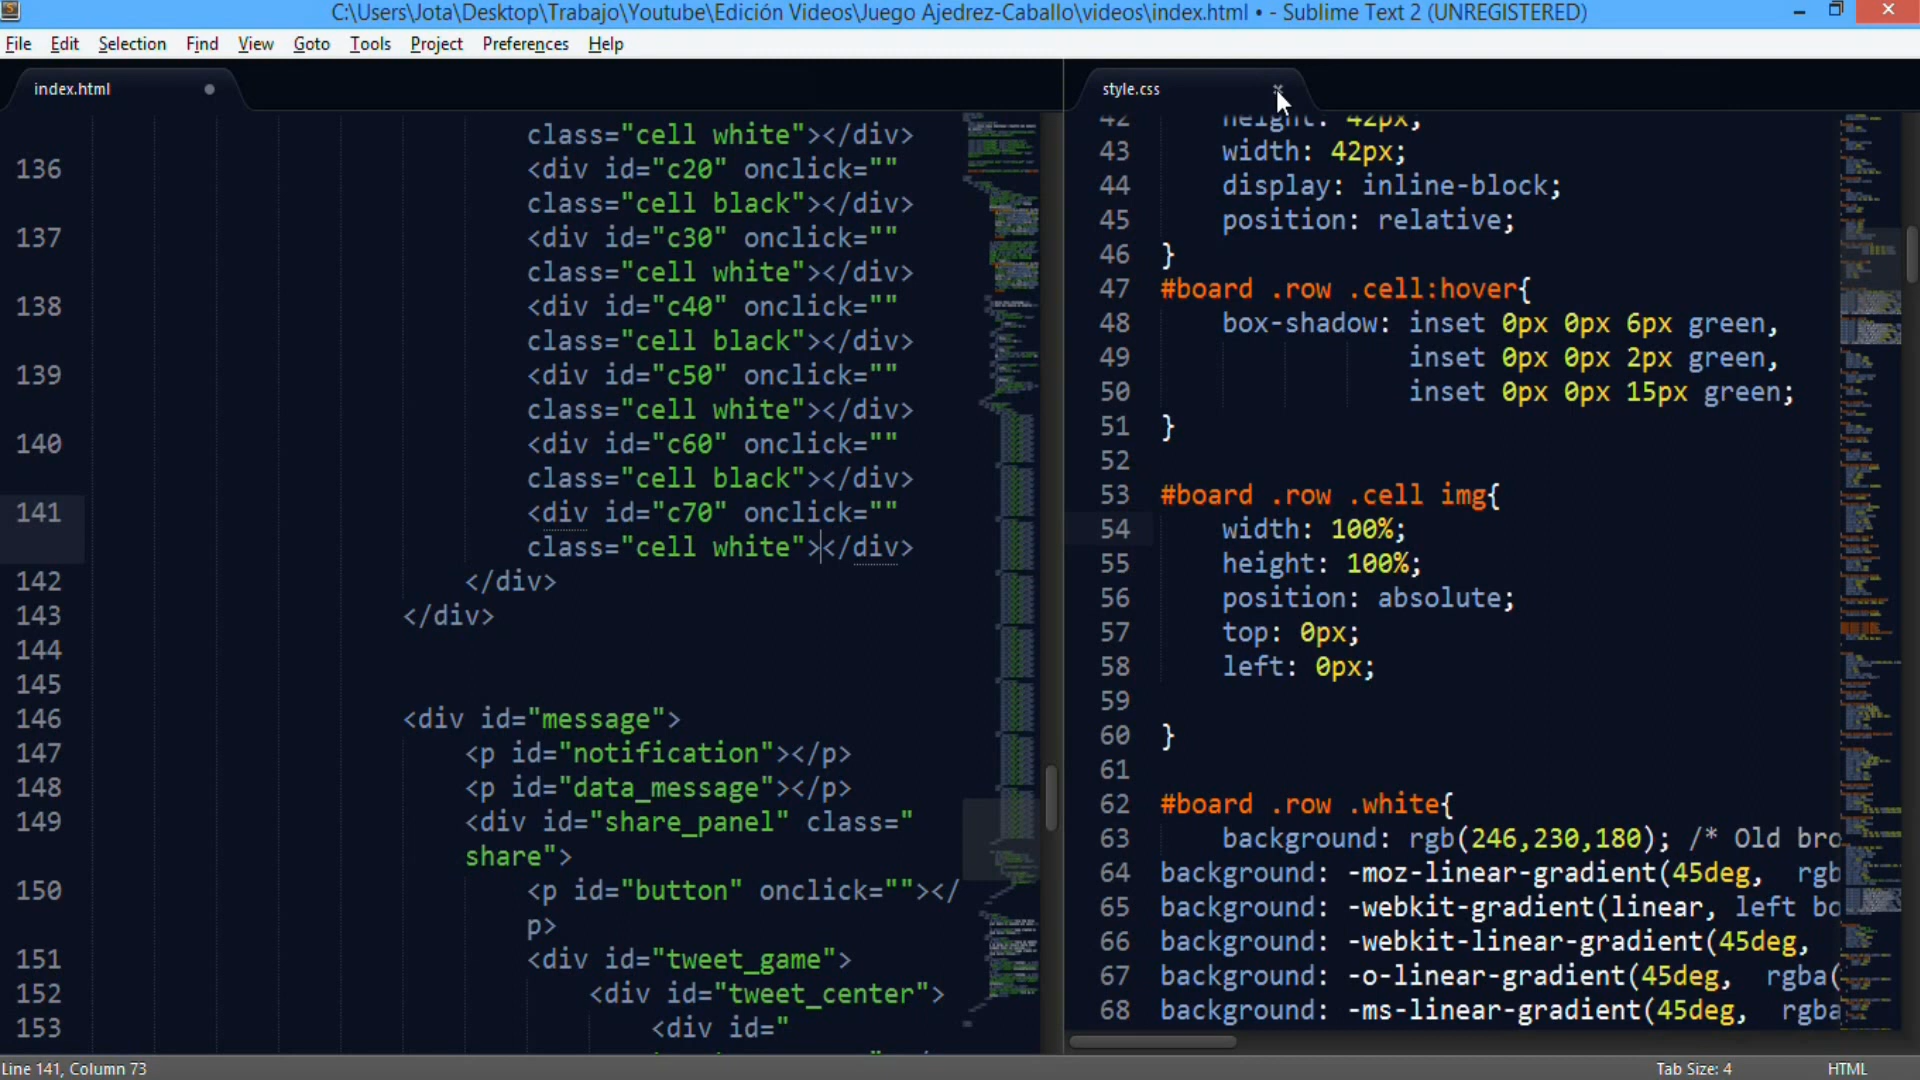 C:\Users\Jota\Desktop\Trabajo\Youtube\Edición Videos\Juego Ajedrez-Caballo\videos\index.html • - Sublime Text 2 (UNREGISTERED)
File Edit Selection Find View Goto Tools Project Preferences Help
index.html
class="cell white"></div>
136 <div id="c20" onclick=""
class="cell black"></div>
137 <div id="c30" onclick=""
class="cell white"></div>
138 <div id="c40" onclick=""
class="cell black"></div>
139 <div id="c50" onclick=""
class="cell white"></div>
140 <div id="c60" onclick=""
class="cell black"></div>
141 <div id="c70" onclick=""
class="cell white"></div>
142 </div>
143 </div>
144
145
146 <div id="message">
147 <p id="notification"></p>
148 <p id="data_message"></p>
149 <div id="share_panel" class="
share">
150 <p id="button" onclick=""></
p>
151 <div id="tweet_game">
152 <div id="tweet_center">
153 <div id="
style.css
42 height: 42px;
43 width: 42px;
44 display: inline-block;
45 position: relative;
46 }
47 #board .row .cell:hover{
48 box-shadow: inset 0px 0px 6px green,
49 inset 0px 0px 2px green,
50 inset 0px 0px 15px green;
51 }
52
53 #board .row .cell img{
54 width: 100%;
55 height: 100%;
56 position: absolute;
57 top: 0px;
58 left: 0px;
59
60 }
61
62 #board .row .white{
63 background: rgb(246,230,180); /* Old bro
64 background: -moz-linear-gradient(45deg, rgb
65 background: -webkit-gradient(linear, left bo
66 background: -webkit-linear-gradient(45deg,
67 background: -o-linear-gradient(45deg, rgba(
68 background: -ms-linear-gradient(45deg, rgba
Line 141, Column 73
Tab Size: 4
HTML